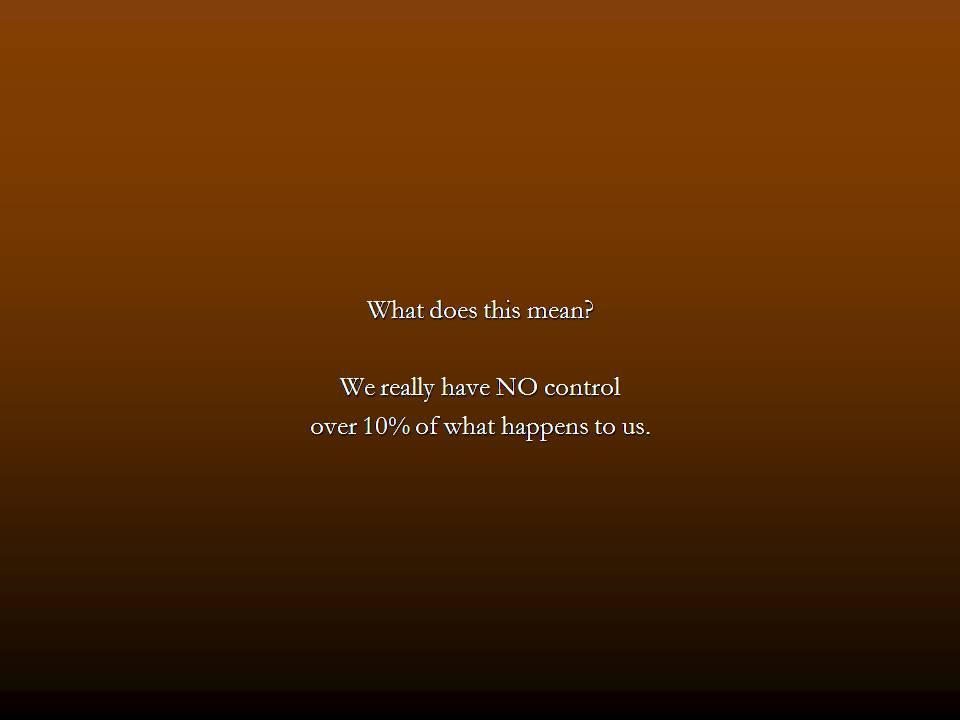 What does this mean?
We really have NO control
over 10% of what happens to us.